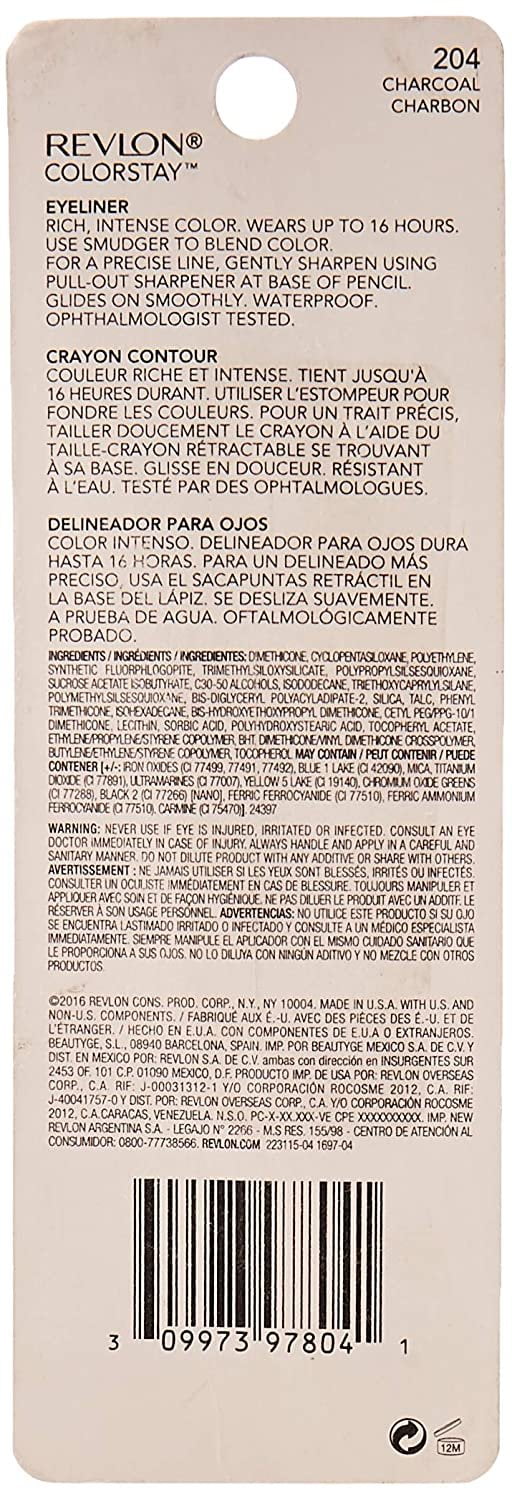 204
CHARCOAL
CHARBON
REVLON®
COLORSTAY™
EYELINER
RICH, INTENSE COLOR. WEARS UP TO 16 HOURS.
USE SMUDGER TO BLEND COLOR.
FOR A PRECISE LINE, GENTLY SHARPEN USING
PULL-OUT SHARPENER AT BASE OF PENCIL.
GLIDES ON SMOOTHLY. WATERPROOF.
OPHTHALMOLOGIST TESTED.
CRAYON CONTOUR
COULEUR RICHE ET INTENSE. TIENT JUSQU'À
16 HEURES DURANT. UTILISER L'ESTOMPEUR POUR
FONDRE LES COULEURS. POUR UN TRAIT PRÉCIS,
TAILLER DOUCEMENT LE CRAYON À L'AIDE DU
TAILLE-CRAYON RÉTRACTABLE SE TROUVANT
À SA BASE. GLISSE EN DOUCEUR. RÉSISTANT
À L'EAU. TESTÉ PAR DES OPHTALMOLOGUES.
DELINEADOR PARA OJOS
COLOR INTENSO. DELINEADOR PARA OJOS DURA
HASTA 16 HORAS. PARA UN DELINEADO MÁS
PRECISO, USA EL SACAPUNTAS RETRÁCTIL EN
LA BASE DEL LÁPIZ. SE DESLIZA SUAVEMENTE.
A PRUEBA DE AGUA. OFTALMOLÓGICAMENTE
PROBADO.
INGREDIENTS / INGRÉDIENTS / INGREDIENTES: DIMETHICONE, CYCLOPENTASILOXANE, POLYETHYLENE,
SYNTHETIC FLUORPHLOGOPITE, TRIMETHYLSILOXYSILICATE, POLYPROPYLSILSESQUIOXANE,
SUCROSE ACETATE ISOBUTYRATE, C30-50 ALCOHOLS, ISODODECANE, TRIETHOXYCAPRYLYLSILANE,
POLYMETHYLSILSESQUIOXANE, BIS-DIGLYCERYL POLYACYLADIPATE-2, SILICA, TALC, PHENYL
TRIMETHICONE, ISOHEXADECANE, BIS-HYDROXYETHOXYPROPYL DIMETHICONE, CETYL PEG/PPG-10/1
DIMETHICONE, LECITHIN, SORBIC ACID, POLYHYDROXYSTEARIC ACID, TOCOPHERYL ACETATE,
ETHYLENE/PROPYLENE/STYRENE COPOLYMER, BHT, DIMETHICONE/VINYL DIMETHICONE CROSSPOLYMER,
BUTYLENE/ETHYLENE/STYRENE COPOLYMER, TOCOPHEROL MAY CONTAIN / PEUT CONTENIR / PUEDE
CONTENER [+/-: IRON OXIDES (CI 77499, 77491, 77492), BLUE 1 LAKE (CI 42090), MICA, TITANIUM
DIOXIDE (CI 77891), ULTRAMARINES (CI 77007), YELLOW 5 LAKE (CI 19140), CHROMIUM OXIDE GREENS
(CI 77288), BLACK 2 (CI 77266) [NANO], FERRIC FERROCYANIDE (CI 77510), FERRIC AMMONIUM
FERROCYANIDE (CI 77510), CARMINE (CI 75470)]. 24397
WARNING: NEVER USE IF EYE IS INJURED, IRRITATED OR INFECTED. CONSULT AN EYE
DOCTOR IMMEDIATELY IN CASE OF INJURY. ALWAYS HANDLE AND APPLY IN A CAREFUL AND
SANITARY MANNER. DO NOT DILUTE PRODUCT WITH ANY ADDITIVE OR SHARE WITH OTHERS.
AVERTISSEMENT : NE JAMAIS UTILISER SI LES YEUX SONT BLESSÉS, IRRITÉS OU INFECTÉS.
CONSULTER UN OCULISTE IMMÉDIATEMENT EN CAS DE BLESSURE. TOUJOURS MANIPULER ET
APPLIQUER AVEC SOIN ET DE FAÇON HYGIÉNIQUE. NE PAS DILUER LE PRODUIT AVEC UN ADDITIF. LE
RÉSERVER À SON USAGE PERSONNEL. ADVERTENCIAS: NO UTILICE ESTE PRODUCTO SI SU OJO
SE ENCUENTRA LASTIMADO IRRITADO O INFECTADO Y CONSULTE A UN MÉDICO ESPECIALISTA
IMMEDIATAMENTE. SIEMPRE MANIPULE EL APLICADOR CON EL MISMO CUIDADO SANITARIO QUE
LE PROPORCIONA A SUS OJOS. NO LO DILUYA CON NINGÚN ADITIVO Y NO MEZCLE CON OTROS
PRODUCTOS.
©2016 REVLON CONS. PROD. CORP., N.Y., NY 10004. MADE IN U.S.A. WITH U.S. AND
NON-U.S. COMPONENTS. / FABRIQUÉ AUX É.-U. AVEC DES PIÈCES DES É.-U. ET DE
L'ÉTRANGER. / HECHO EN E.U.A. CON COMPONENTES DE E.U.A O EXTRANJEROS.
BEAUTYGE, S.L., 08940 BARCELONA, SPAIN. IMP. POR BEAUTYGE MEXICO S.A. DE C.V. Y
DIST. EN MÉXICO POR: REVLON S.A. DE C.V. ambas con dirección en INSURGENTES SUR
2453 OF. 101 C.P. 01090 MEXICO, D.F. PRODUCTO IMP. DE USA POR: REVLON OVERSEAS
CORP., C.A. RIF: J-00031312-1 Y/O CORPORACIÓN ROCOSME 2012, C.A. RIF:
J-40041757-0 Y DIST. POR: REVLON OVERSEAS CORP., C.A. Y/O CORPORACIÓN ROCOSME
2012, C.A. CARACAS, VENEZUELA. N.S.O. PC-X-XX.XXX-VE CPE XXXXXXXXXX. IMP. NEW
REVLON ARGENTINA S.A. - LEGAJO N° 2266 - M.S RES. 155/98 - CENTRO DE ATENCIÓN AL
CONSUMIDOR: 0800-77738566. REVLON.COM 223115-04 1697-04
3 09973 97804 1
12M